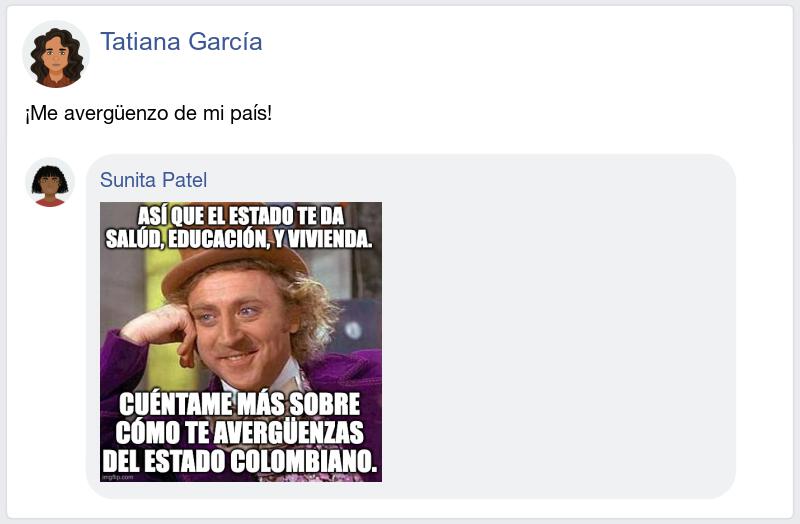 Tatiana García
¡Me avergüenzo de mi país!
Sunita Patel
ASÍ QUE EL ESTADO TE DA
SALÚD, EDUCACIÓN, Y VIVIENDA.
CUÉNTAME MÁS SOBRE
CÓMO TE AVERGÜENZAS
DEL ESTADO COLOMBIANO.
imgflip.com